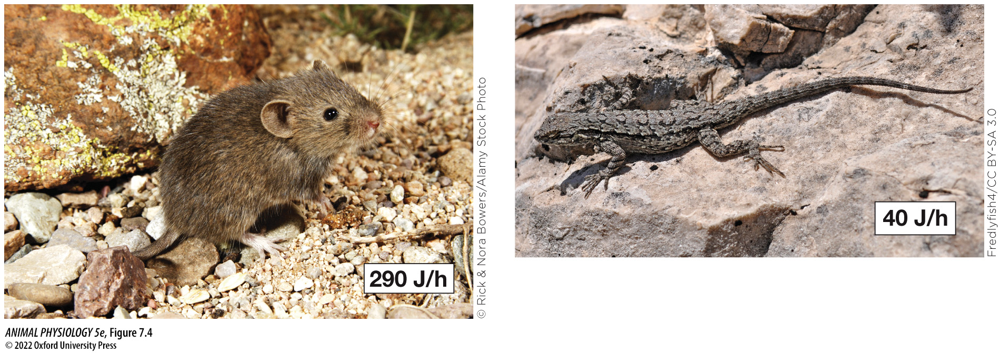 290 J/h
© Rick & Nora Bowers/Alamy Stock Photo
40 J/h
Fredlyfish4/CC BY-SA 3.0
ANIMAL PHYSIOLOGY 5e, Figure 7.4
© 2022 Oxford University Press